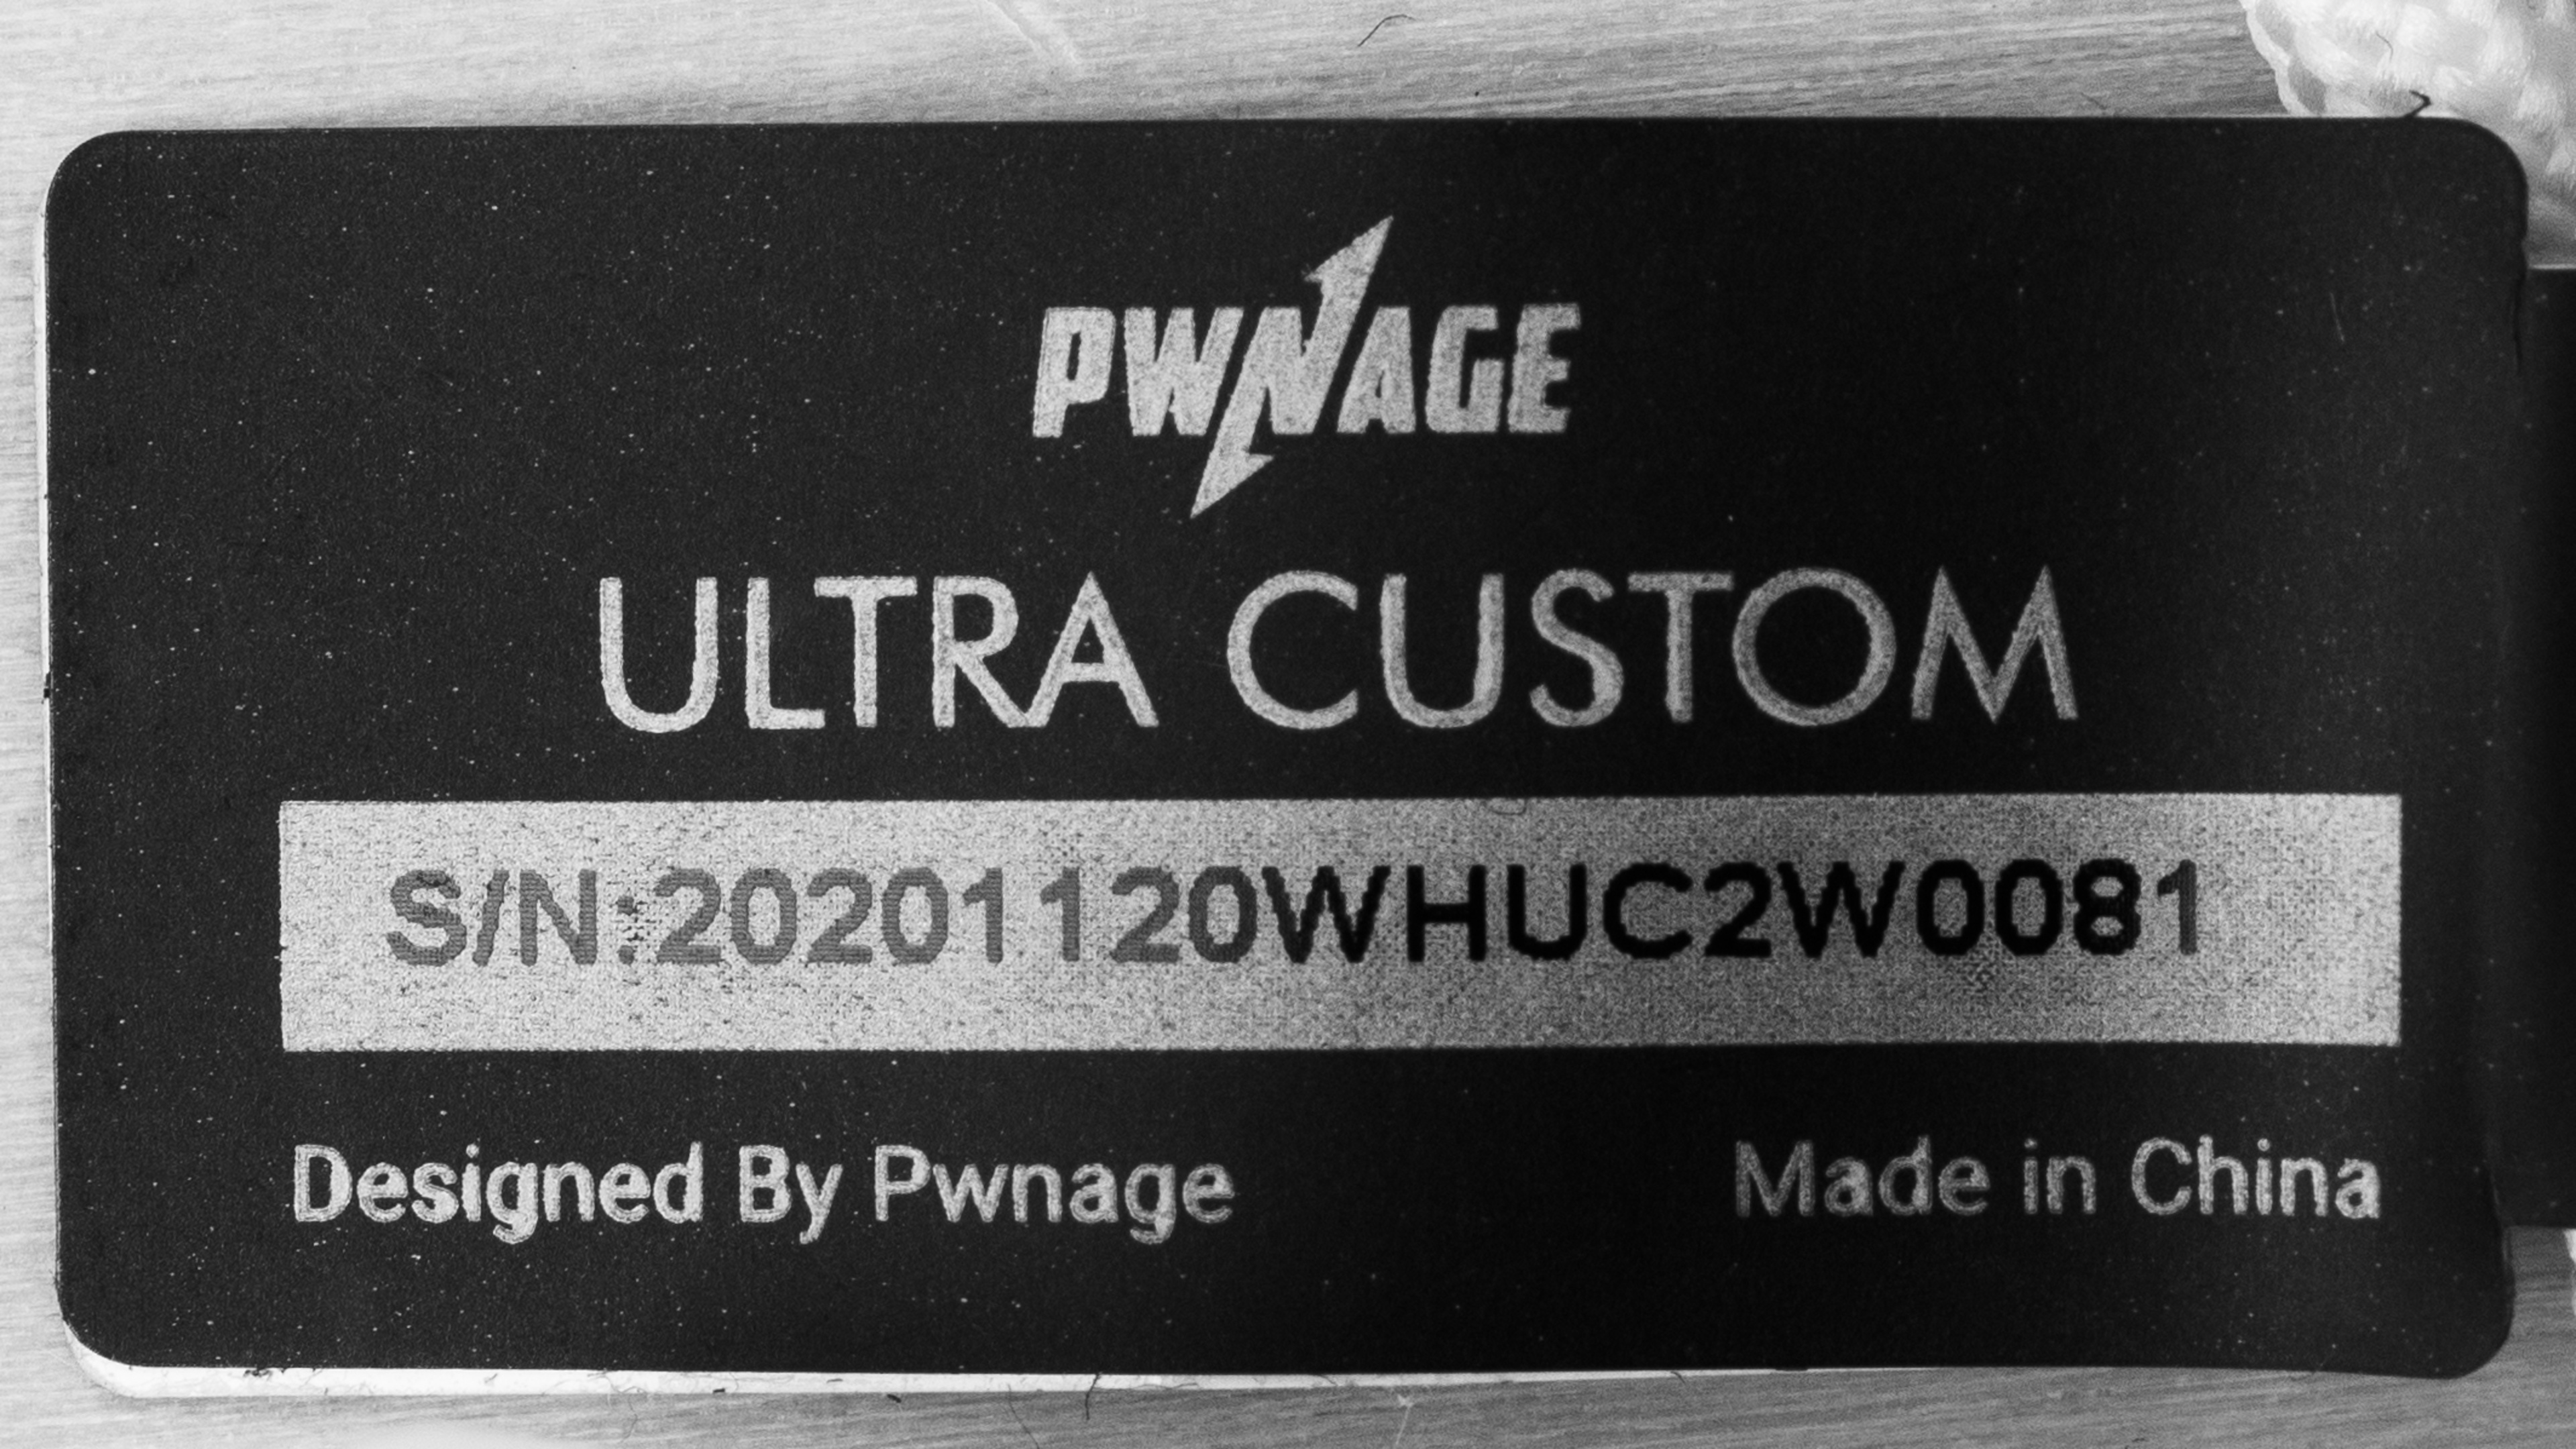 PWNAGE
ULTRA CUSTOM
S/N:20201120WHUC2W0081
Designed By Pwnage
Made in China